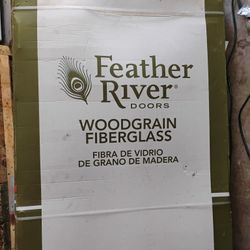 Feather
River®
DOORS
WOODGRAIN
FIBERGLASS
FIBRA DE VIDRIO
DE GRANO DE MADERA